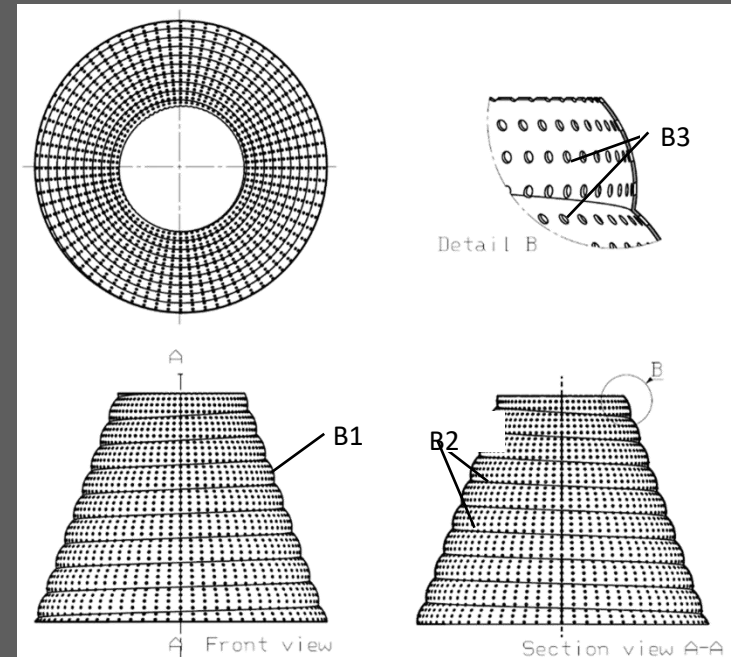 B3
Detail B
A
B
B1
B2
A Front view
Section view A-A